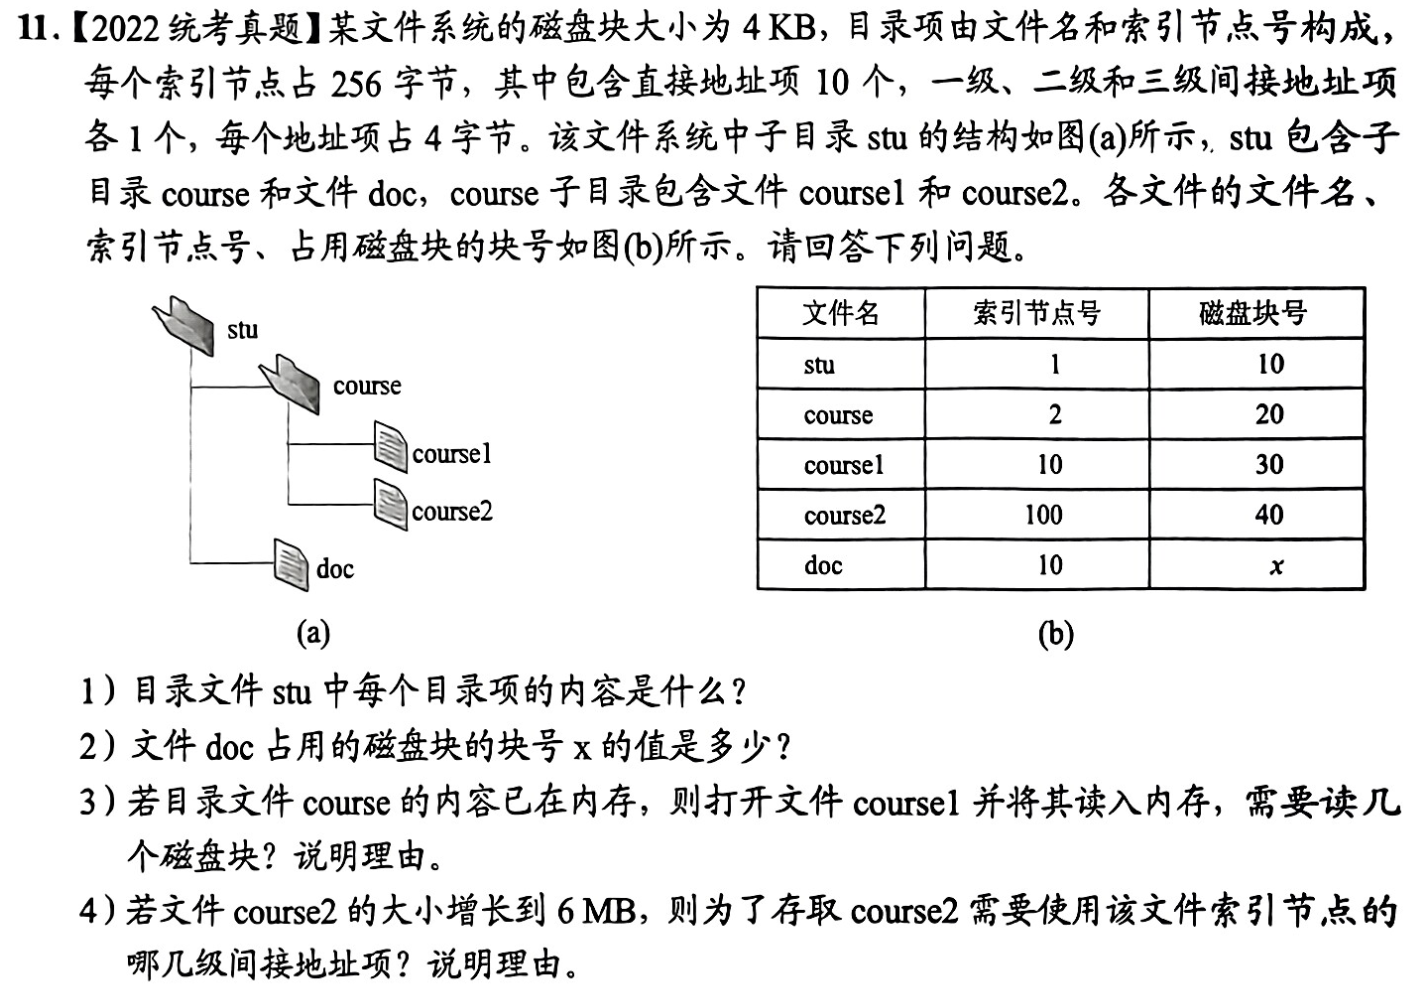 11.【2022 统考真题】某文件系统的磁盘块大小为 4 KB，目录项由文件名和索引节点号构成，
每个索引节点占 256 字节，其中包含直接地址项 10 个，一级、二级和三级间接地址项
各 1 个，每个地址项占 4 字节。该文件系统中子目录 stu 的结构如图(a)所示，stu 包含子
目录 course 和文件 doc，course 子目录包含文件 course1 和 course2。各文件的文件名、
索引节点号、占用磁盘块的块号如图(b)所示。请回答下列问题。
stu
course
course1
course2
doc
(a)
文件名 索引节点号 磁盘块号
stu 1 10
course 2 20
course1 10 30
course2 100 40
doc 10 x
(b)
1）目录文件 stu 中每个目录项的内容是什么？
2）文件 doc 占用的磁盘块的块号 x 的值是多少？
3）若目录文件 course 的内容已在内存，则打开文件 course1 并将其读入内存，需要读几
个磁盘块？说明理由。
4）若文件 course2 的大小增长到 6 MB，则为了存取 course2 需要使用该文件索引节点的
哪几级间接地址项？说明理由。